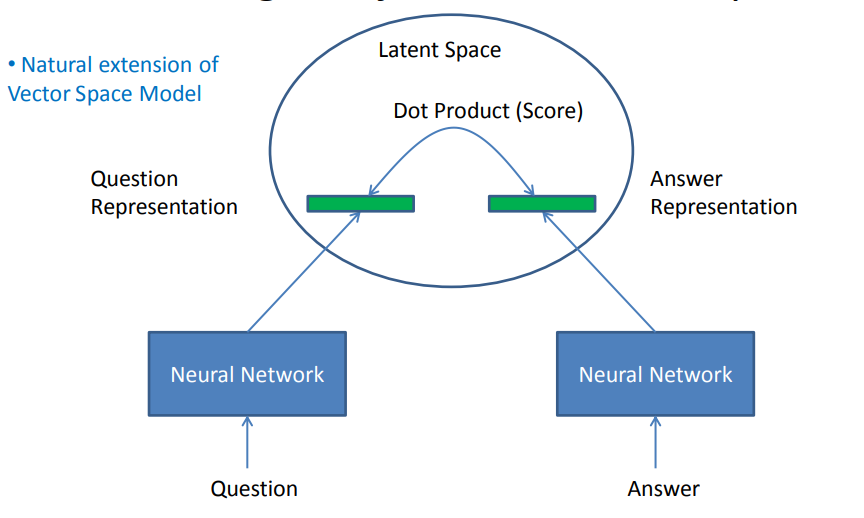 • Natural extension of
Vector Space Model
Latent Space
Dot Product (Score)
Question
Representation
Answer
Representation
Neural Network
Neural Network
Question
Answer